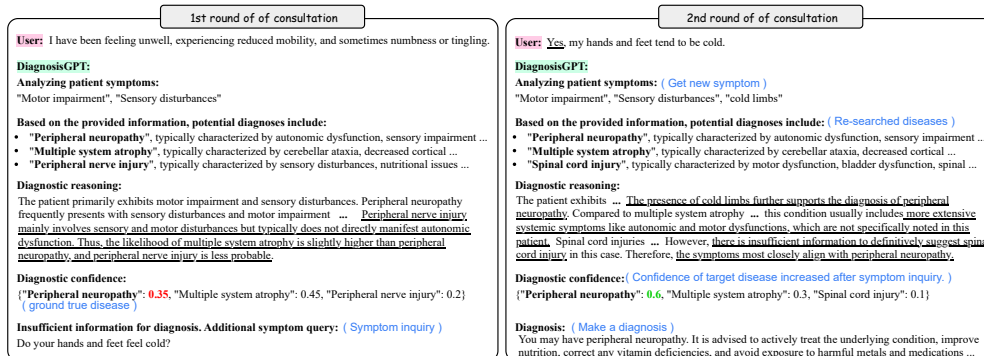 1st round of of consultation
User: I have been feeling unwell, experiencing reduced mobility, and sometimes numbness or tingling.
DiagnosisGPT:
Analyzing patient symptoms:
"Motor impairment", "Sensory disturbances"
Based on the provided information, potential diagnoses include:
• "Peripheral neuropathy", typically characterized by autonomic dysfunction, sensory impairment ...
• "Multiple system atrophy", typically characterized by cerebellar ataxia, decreased cortical ...
• "Peripheral nerve injury", typically characterized by sensory disturbances, nutritional issues ...
Diagnostic reasoning:
The patient primarily exhibits motor impairment and sensory disturbances. Peripheral neuropathy
frequently presents with sensory disturbances and motor impairment ... Peripheral nerve injury
mainly involves sensory and motor disturbances but typically does not directly manifest autonomic
dysfunction. Thus, the likelihood of multiple system atrophy is slightly higher than peripheral
neuropathy, and peripheral nerve injury is less probable.
Diagnostic confidence:
{"Peripheral neuropathy": 0.35, "Multiple system atrophy": 0.45, "Peripheral nerve injury": 0.2}
( ground true disease )
Insufficient information for diagnosis. Additional symptom query: ( Symptom inquiry )
Do your hands and feet feel cold?
2nd round of of consultation
User: Yes, my hands and feet tend to be cold.
DiagnosisGPT:
Analyzing patient symptoms: ( Get new symptom )
"Motor impairment", "Sensory disturbances", "cold limbs"
Based on the provided information, potential diagnoses include: ( Re-searched diseases )
• "Peripheral neuropathy", typically characterized by autonomic dysfunction, sensory impairment ...
• "Multiple system atrophy", typically characterized by cerebellar ataxia, decreased cortical ...
• "Spinal cord injury", typically characterized by motor dysfunction, bladder dysfunction, spinal ...
Diagnostic reasoning:
The patient exhibits ... The presence of cold limbs further supports the diagnosis of peripheral
neuropathy. Compared to multiple system atrophy ... this condition usually includes more extensive
systemic symptoms like autonomic and motor dysfunctions, which are not specifically noted in this
patient. Spinal cord injuries ... However, there is insufficient information to definitively suggest spinal
cord injury in this case. Therefore, the symptoms most closely align with peripheral neuropathy.
Diagnostic confidence: ( Confidence of target disease increased after symptom inquiry. )
{"Peripheral neuropathy": 0.6, "Multiple system atrophy": 0.3, "Spinal cord injury": 0.1}
Diagnosis: ( Make a diagnosis )
You may have peripheral neuropathy. It is advised to actively treat the underlying condition, improve
nutrition, correct any vitamin deficiencies, and avoid exposure to harmful metals and medications ...